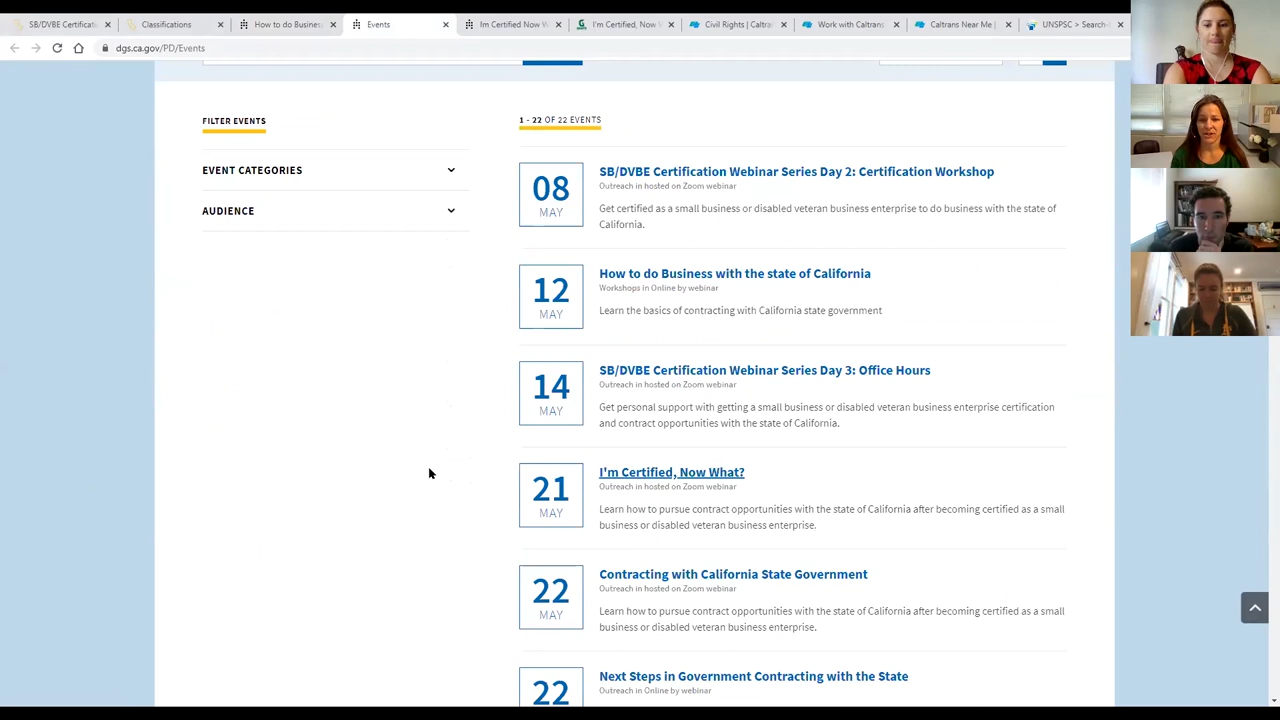 SB/DVBE Certificati
Classifications
How to do Busines
Events
Im Certified Now W
I'm Certified, Now
Civil Rights | Caltra
Work with Caltrans
Caltrans Near Me |
UNSPSC > Search-
dgs.ca.gov/PD/Events
FILTER EVENTS
EVENT CATEGORIES
AUDIENCE
1 - 22 OF 22 EVENTS
08
MAY
SB/DVBE Certification Webinar Series Day 2: Certification Workshop
Outreach in hosted on Zoom webinar
Get certified as a small business or disabled veteran business enterprise to do business with the state of
California.
12
MAY
How to do Business with the state of California
Workshops in Online by webinar
Learn the basics of contracting with California state government
14
MAY
SB/DVBE Certification Webinar Series Day 3: Office Hours
Outreach in hosted on Zoom webinar
Get personal support with getting a small business or disabled veteran business enterprise certification
and contract opportunities with the state of California.
21
MAY
I'm Certified, Now What?
Outreach in hosted on Zoom webinar
Learn how to pursue contract opportunities with the state of California after becoming certified as a small
business or disabled veteran business enterprise.
22
MAY
Contracting with California State Government
Outreach in hosted on Zoom webinar
Learn how to pursue contract opportunities with the state of California after becoming certified as a small
business or disabled veteran business enterprise.
22
Next Steps in Government Contracting with the State
Outreach in Online by webinar